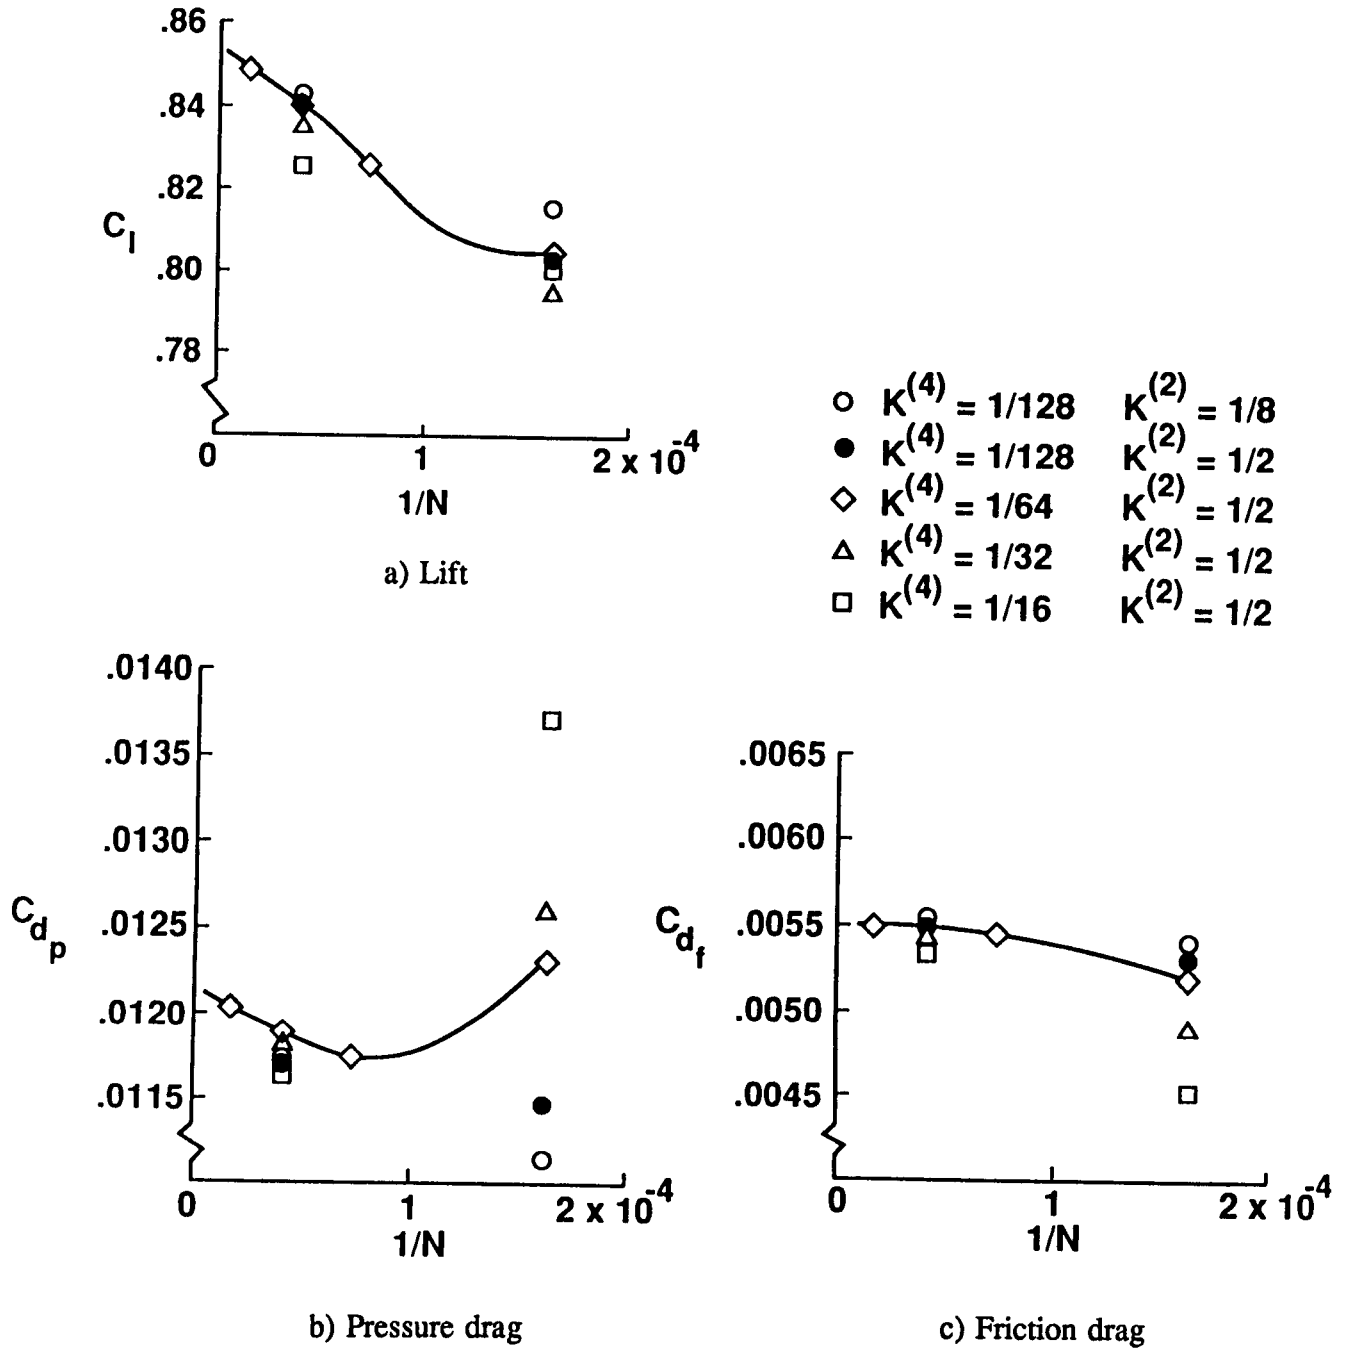 .86
.84
.82
C_l
.80
.78
0 1 2 x 10^-4
1/N
a) Lift
○ K^(4) = 1/128 K^(2) = 1/8
● K^(4) = 1/128 K^(2) = 1/2
◇ K^(4) = 1/64 K^(2) = 1/2
△ K^(4) = 1/32 K^(2) = 1/2
□ K^(4) = 1/16 K^(2) = 1/2
.0140
.0135
.0130
C_d_p
.0125
.0120
.0115
0 1 2 x 10^-4
1/N
b) Pressure drag
.0065
.0060
C_d_f
.0055
.0050
.0045
0 1 2 x 10^-4
1/N
c) Friction drag